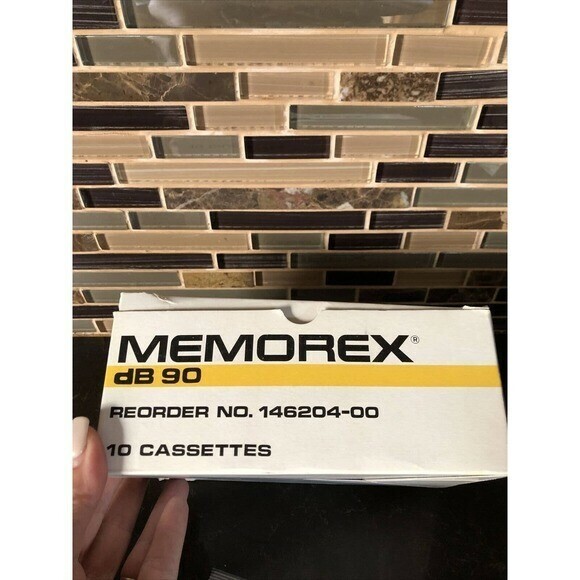 MEMOREX®
dB 90
REORDER NO. 146204-00
10 CASSETTES